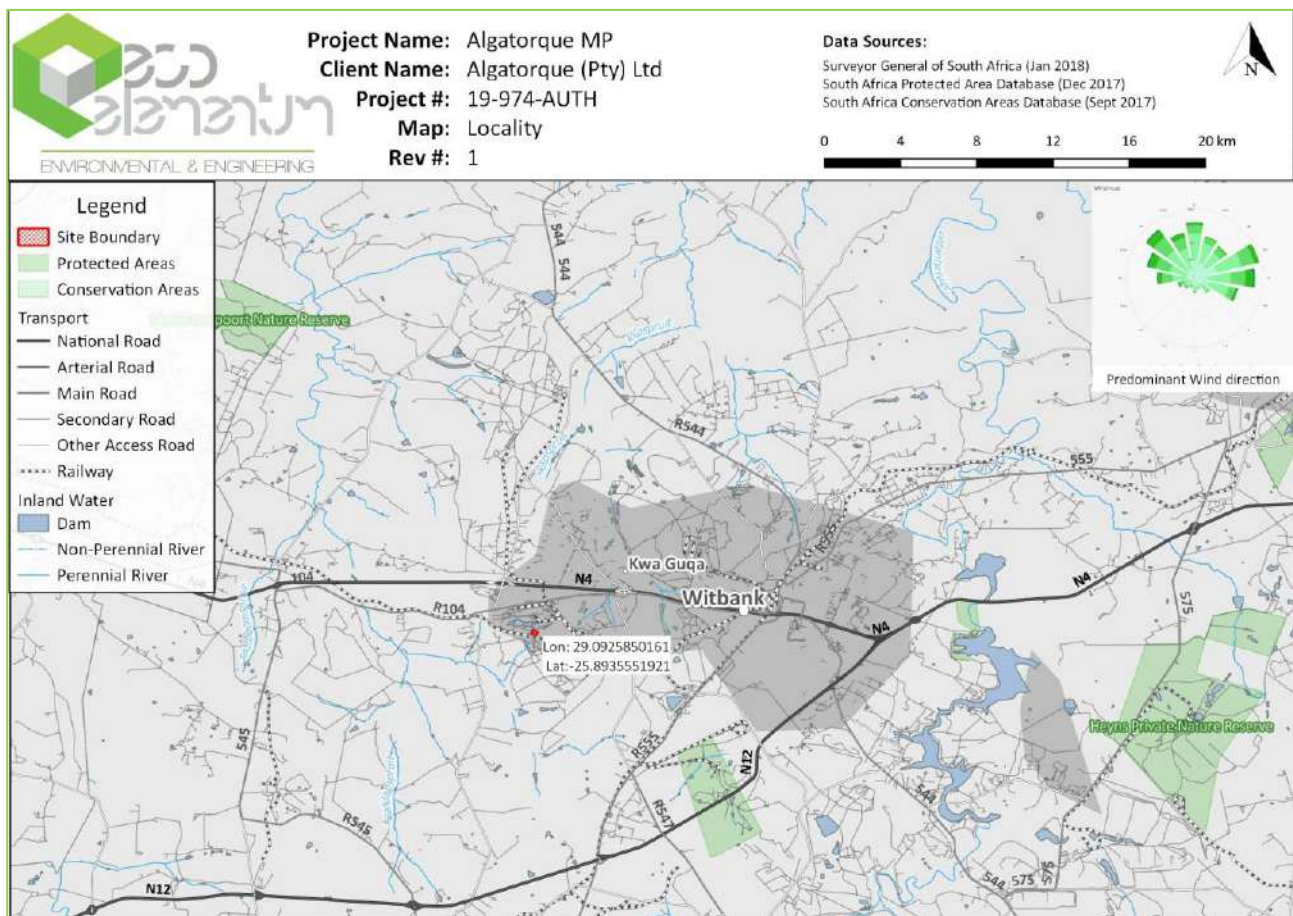 eco
elementum
ENVIRONMENTAL & ENGINEERING
Project Name: Algatorque MP
Client Name: Algatorque (Pty) Ltd
Project #: 19-974-AUTH
Map: Locality
Rev #: 1
Data Sources:
Surveyor General of South Africa (Jan 2018)
South Africa Protected Area Database (Dec 2017)
South Africa Conservation Areas Database (Sept 2017)
N
0 4 8 12 16 20 km
Legend
Site Boundary
Protected Areas
Conservation Areas
Transport
National Road
Arterial Road
Main Road
Secondary Road
Other Access Road
Railway
Inland Water
Dam
Non-Perennial River
Perennial River
Predominant Wind direction
544
544
poort Nature Reserve
R544
555
R555
Kwa Guqa
N4
Witbank
104
R104
N4
N4
575
Lon: 29.0925850161
Lat:-25.8935551921
Heyns Private Nature Reserve
545
R555
N12
R547
R545
544
N12
544
575
575